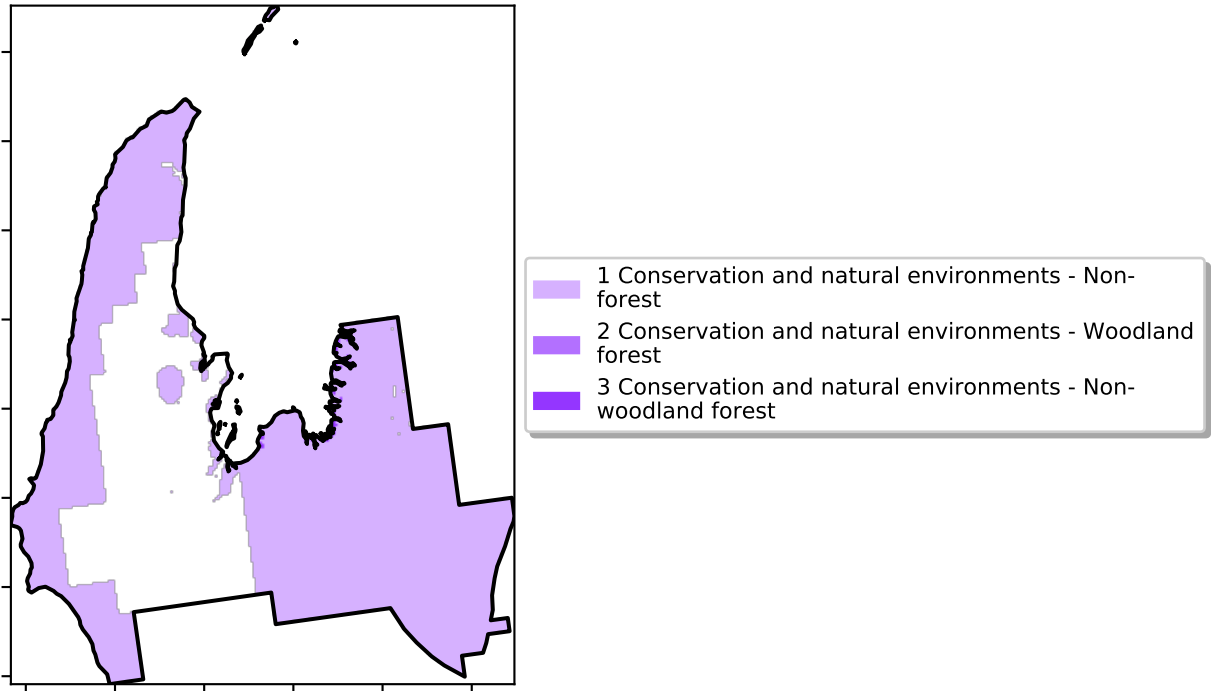 1 Conservation and natural environments - Non-
forest
2 Conservation and natural environments - Woodland
forest
3 Conservation and natural environments - Non-
woodland forest